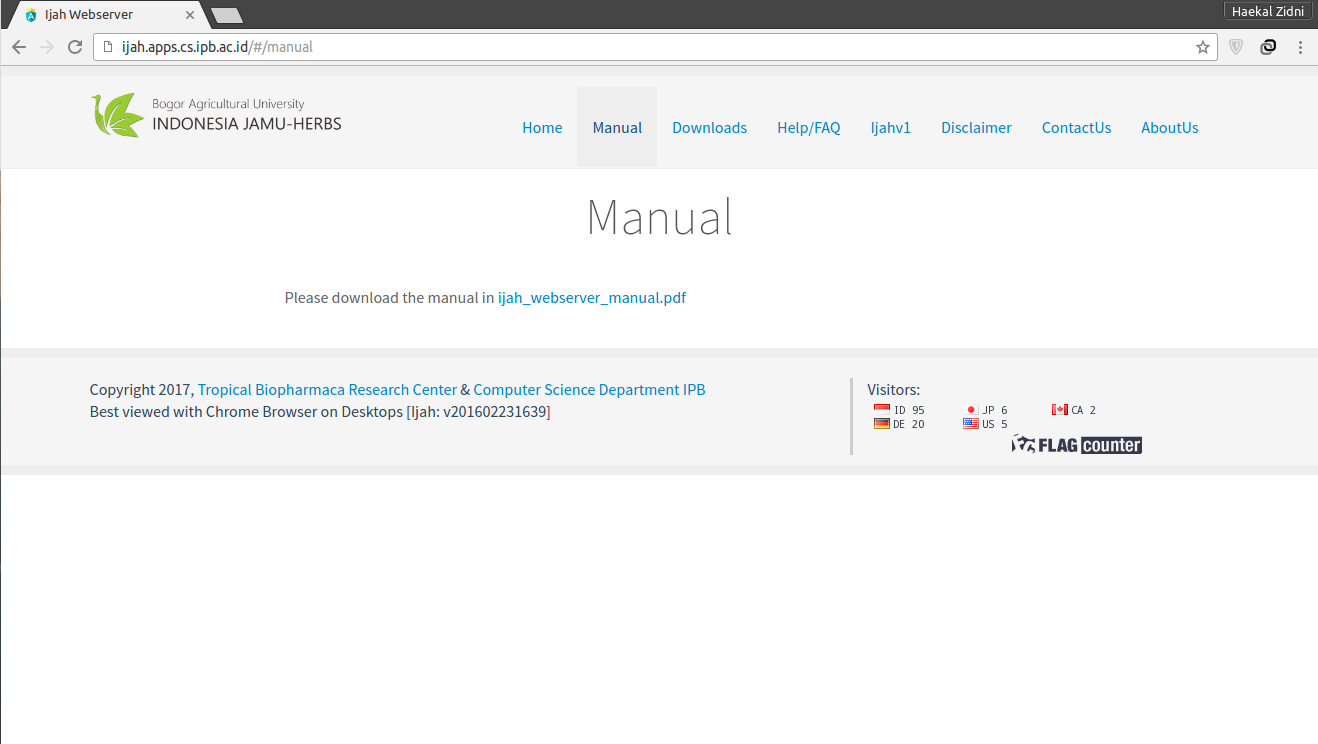 Ijah Webserver
Haekal Zidni
ijah.apps.cs.ipb.ac.id/#/manual
Bogor Agricultural University
INDONESIA JAMU-HERBS
Home Manual Downloads Help/FAQ Ijahv1 Disclaimer ContactUs AboutUs
Manual
Please download the manual in ijah_webserver_manual.pdf
Copyright 2017, Tropical Biopharmaca Research Center & Computer Science Department IPB
Best viewed with Chrome Browser on Desktops [Ijah: v201602231639]
Visitors:
ID 95 JP 6 CA 2
DE 20 US 5
FLAG counter